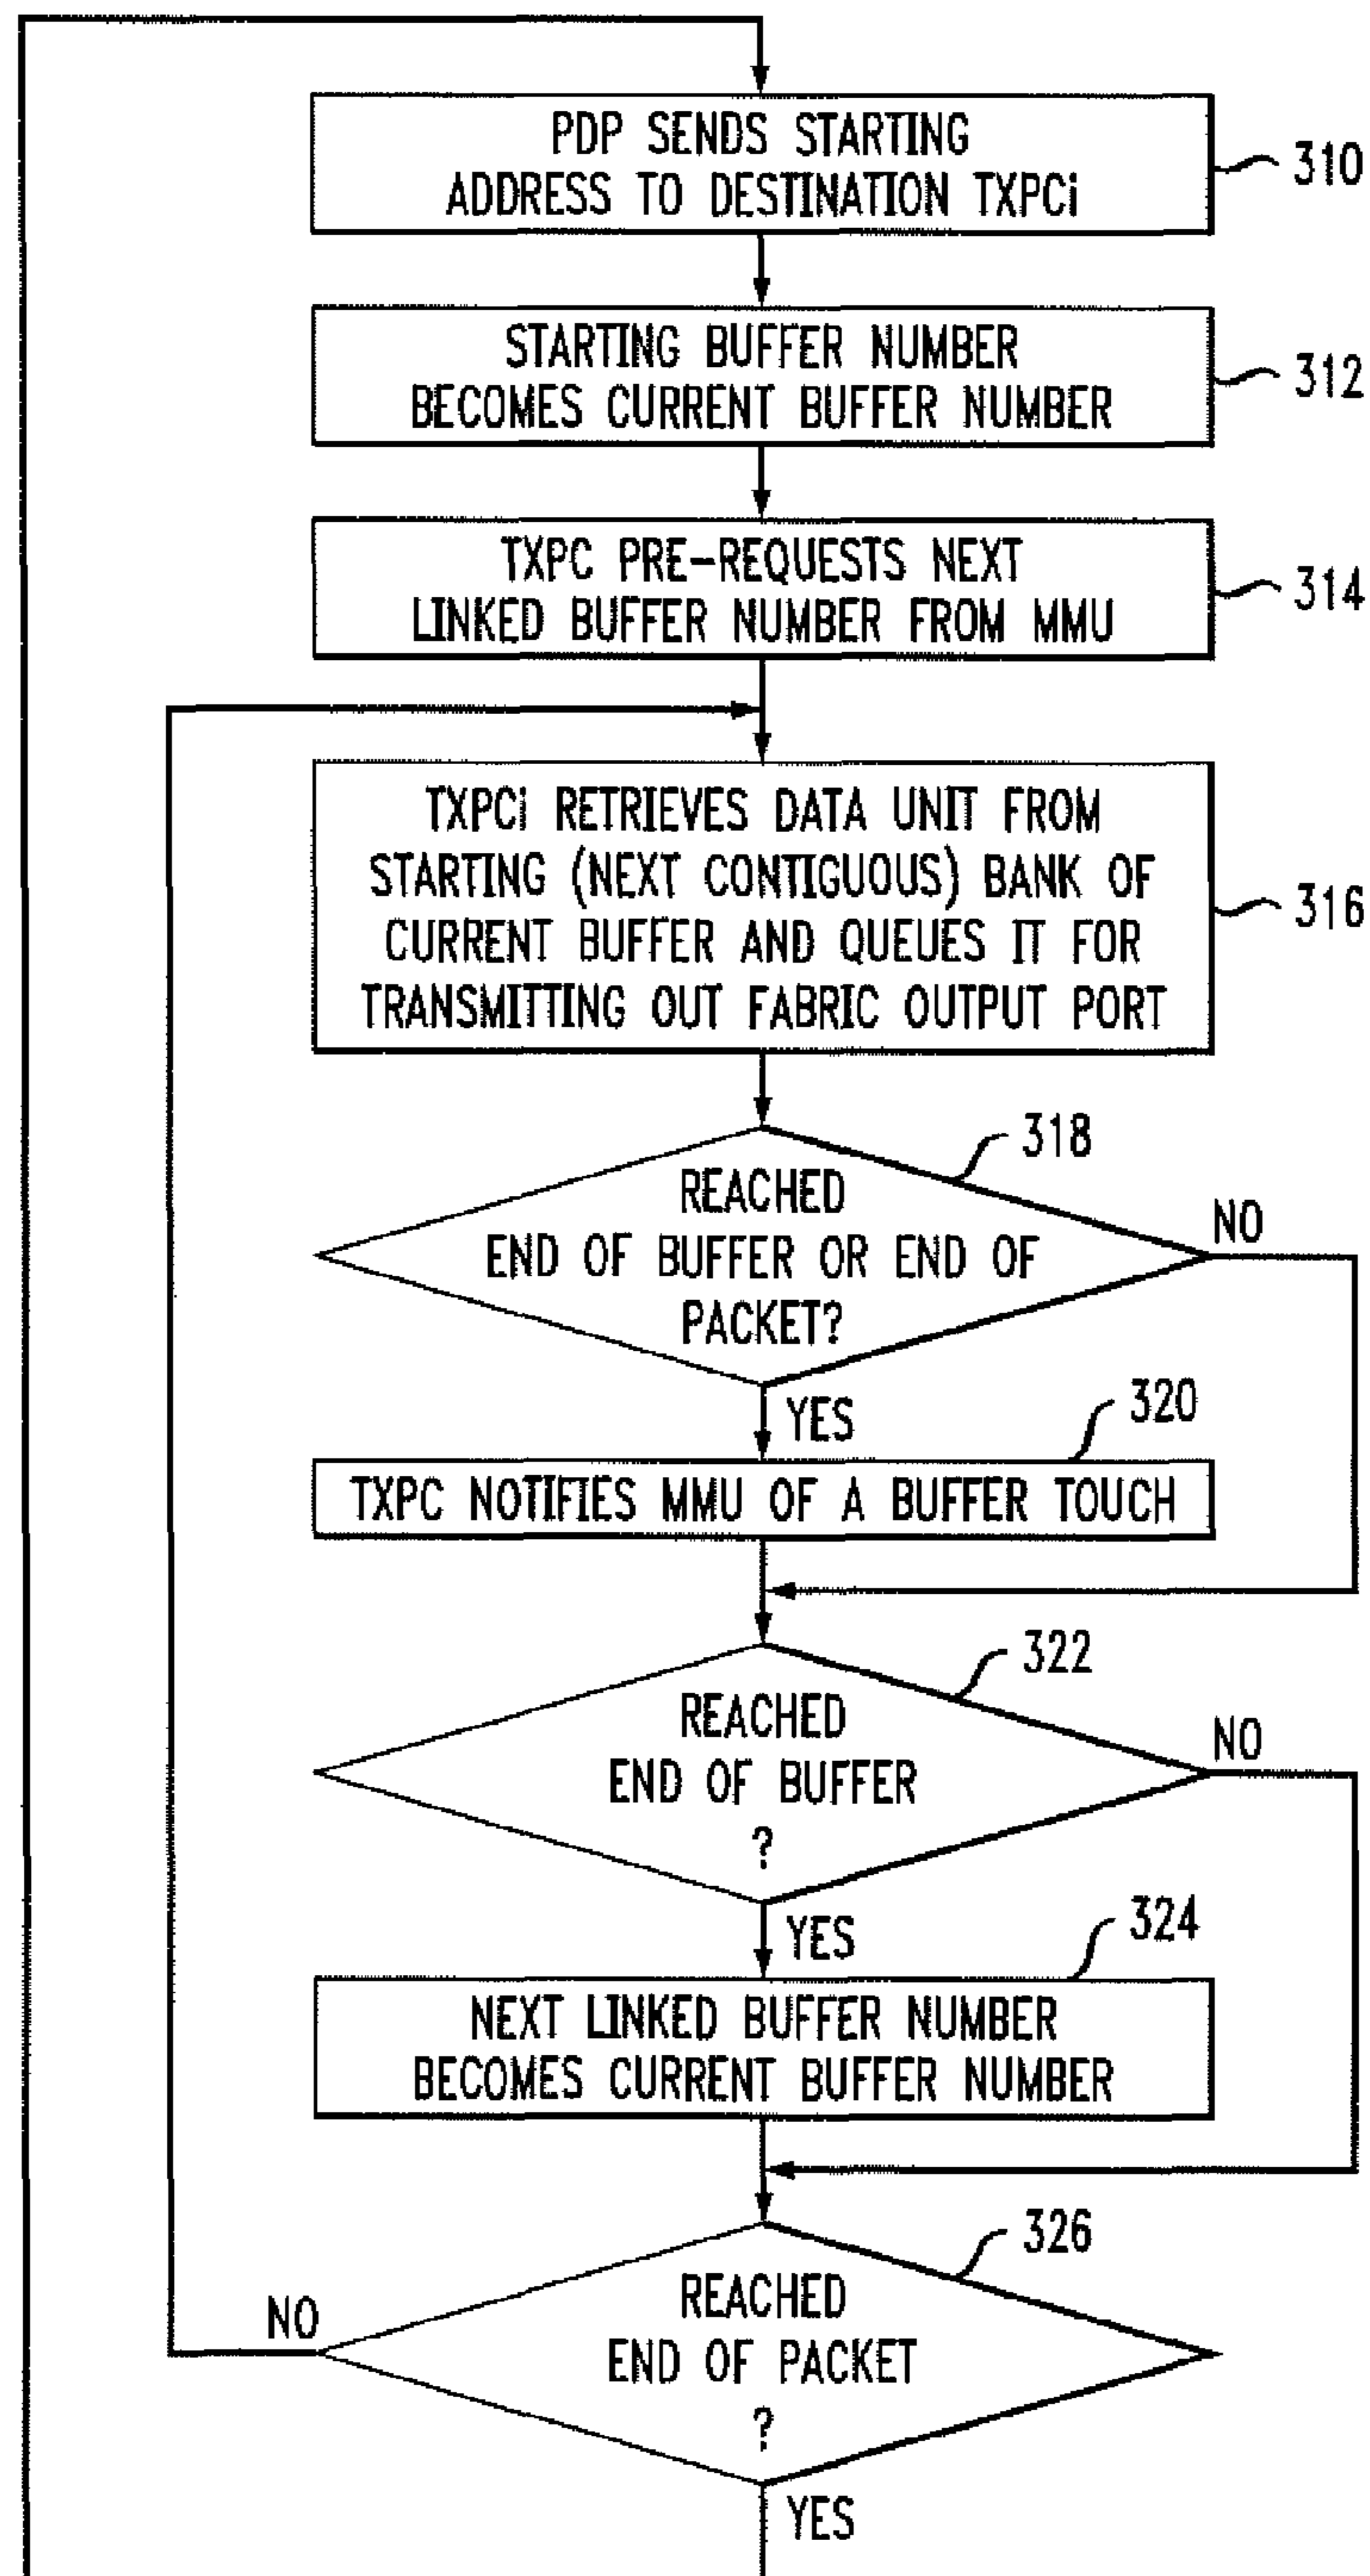 PDP SENDS STARTING
ADDRESS TO DESTINATION TXPCi
310
STARTING BUFFER NUMBER
BECOMES CURRENT BUFFER NUMBER
312
TXPC PRE-REQUESTS NEXT
LINKED BUFFER NUMBER FROM MMU
314
TXPCi RETRIEVES DATA UNIT FROM
STARTING (NEXT CONTIGUOUS) BANK OF
CURRENT BUFFER AND QUEUES IT FOR
TRANSMITTING OUT FABRIC OUTPUT PORT
316
318
REACHED
END OF BUFFER OR END OF
PACKET?
NO
YES
320
TXPC NOTIFIES MMU OF A BUFFER TOUCH
322
REACHED
END OF BUFFER
?
NO
YES
324
NEXT LINKED BUFFER NUMBER
BECOMES CURRENT BUFFER NUMBER
326
REACHED
END OF PACKET
?
NO
YES